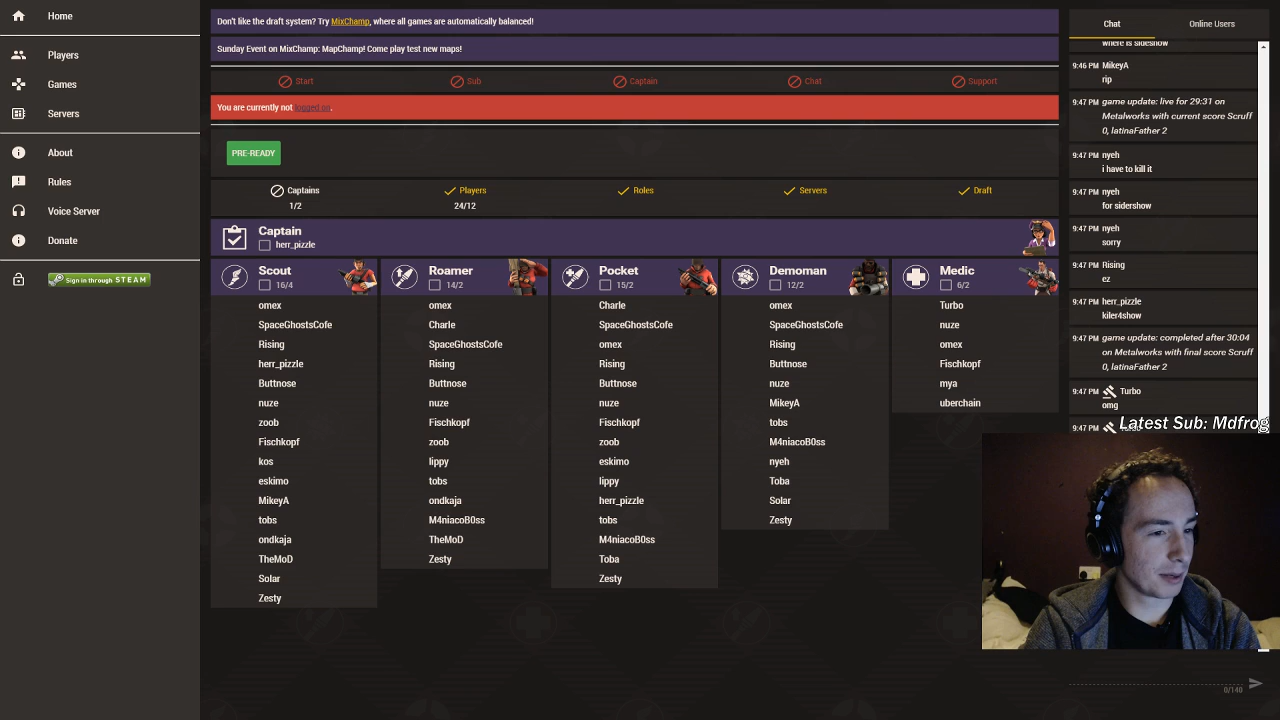 Home
Players
Games
Servers
About
Rules
Voice Server
Donate
Sign in through STEAM
Don't like the draft system? Try MixChamp, where all games are automatically balanced!
Sunday Event on MixChamp: MapChamp! Come play test new maps!
Start
Sub
Captain
Chat
Support
You are currently not logged on.
PRE-READY
Captains
1/2
Players
24/12
Roles
Servers
Draft
Captain
herr_pizzle
Scout
16/4
omex
SpaceGhostsCofe
Rising
herr_pizzle
Buttnose
nuze
zoob
Fischkopf
kos
eskimo
MikeyA
tobs
ondkaja
TheMoD
Solar
Zesty
Roamer
14/2
omex
Charle
SpaceGhostsCofe
Rising
Buttnose
nuze
Fischkopf
zoob
lippy
tobs
ondkaja
M4niacoB0ss
TheMoD
Zesty
Pocket
15/2
Charle
SpaceGhostsCofe
omex
Rising
Buttnose
nuze
Fischkopf
zoob
eskimo
lippy
herr_pizzle
tobs
M4niacoB0ss
Toba
Zesty
Demoman
12/2
omex
SpaceGhostsCofe
Rising
Buttnose
nuze
MikeyA
tobs
M4niacoB0ss
nyeh
Toba
Solar
Zesty
Medic
6/2
Turbo
nuze
omex
Fischkopf
mya
uberchain
Chat
Online Users
where is sideshow
9:46 PM MikeyA
rip
9:47 PM game update: live for 29:31 on
Metalworks with current score Scruff
0, latinaFather 2
9:47 PM nyeh
i have to kill it
9:47 PM nyeh
for sidershow
9:47 PM nyeh
sorry
9:47 PM Rising
ez
9:47 PM herr_pizzle
kiler4show
9:47 PM game update: completed after 30:04
on Metalworks with final score Scruff
0, latinaFather 2
9:47 PM Turbo
omg
9:47 PM
Latest Sub: Mdfrog
0/140